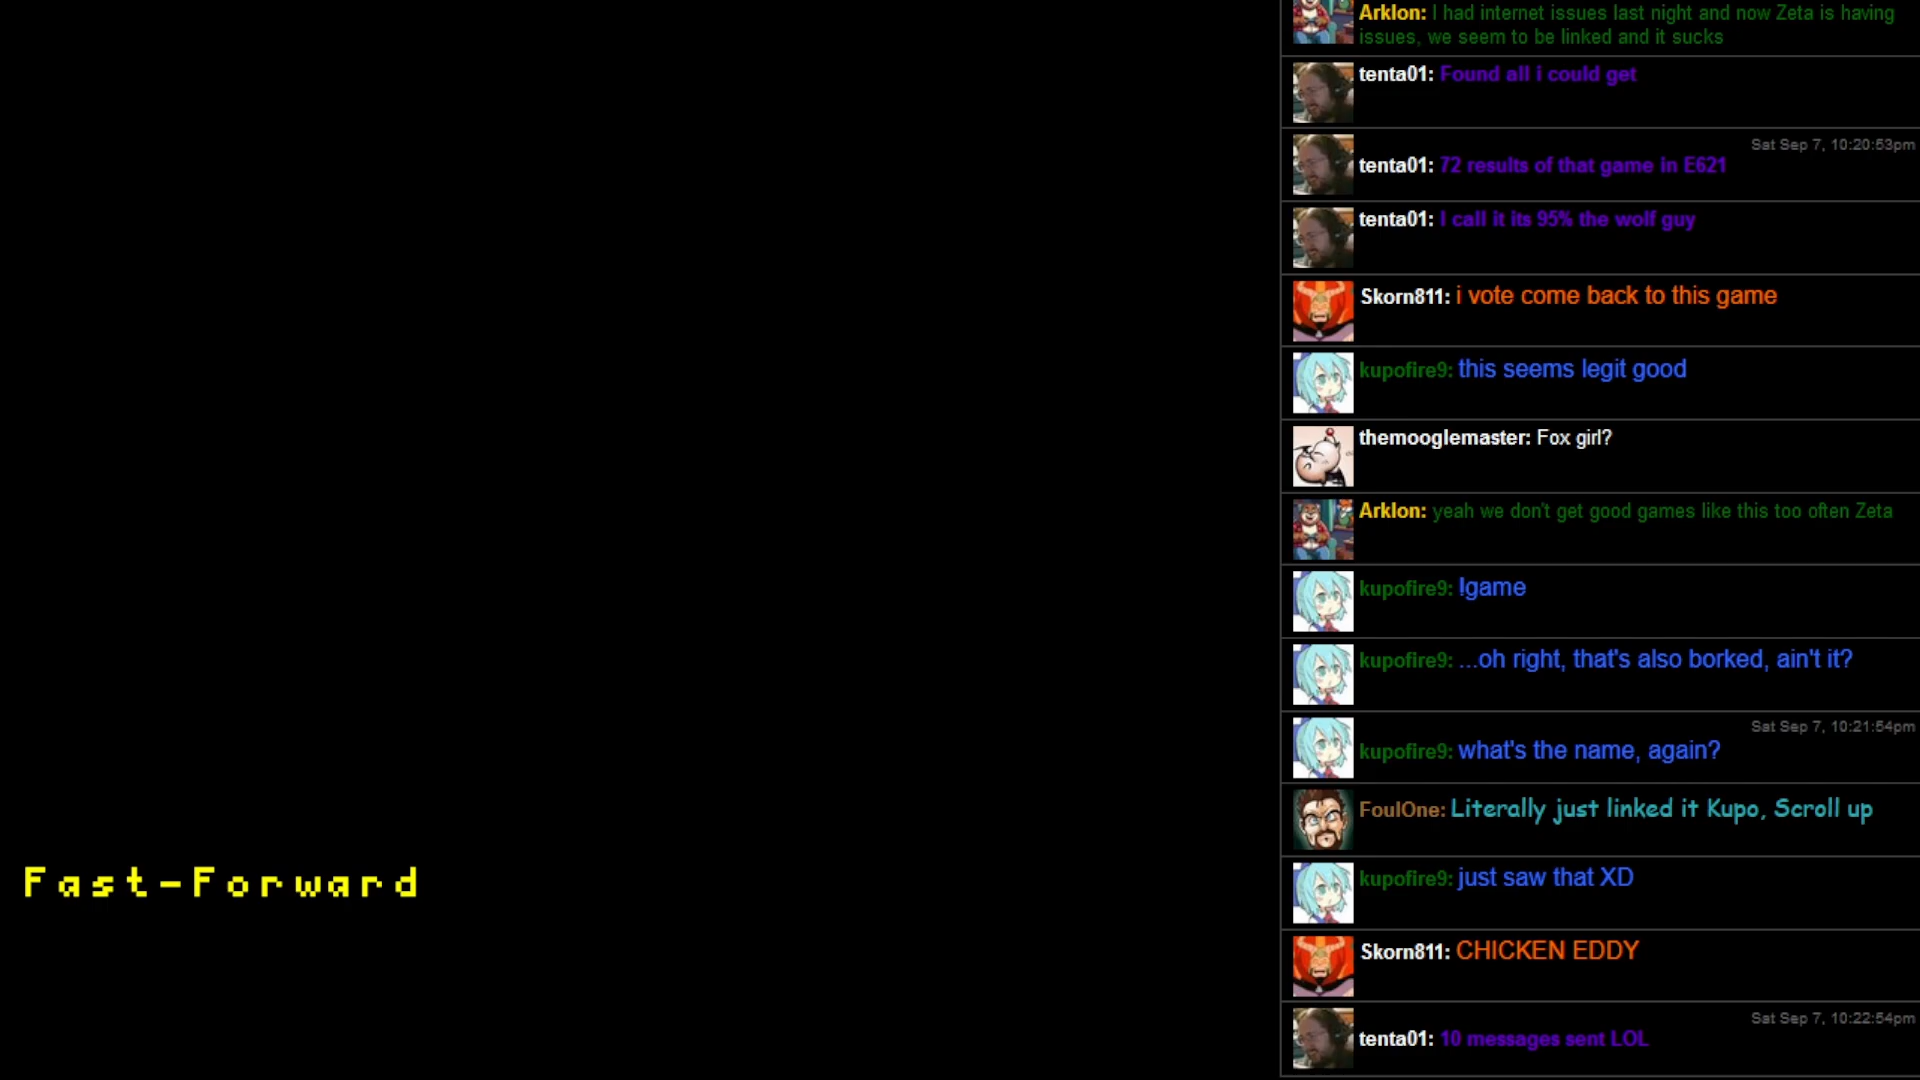 Arklon: I had internet issues last night and now Zeta is having
issues, we seem to be linked and it sucks
tenta01: Found all i could get
Sat Sep 7, 10:20:53pm
tenta01: 72 results of that game in E621
tenta01: I call it its 95% the wolf guy
Skorn811: i vote come back to this game
kupofire9: this seems legit good
themooglemaster: Fox girl?
Arklon: yeah we don't get good games like this too often Zeta
kupofire9: !game
kupofire9: ...oh right, that's also borked, ain't it?
Sat Sep 7, 10:21:54pm
kupofire9: what's the name, again?
FoulOne: Literally just linked it Kupo, Scroll up
kupofire9: just saw that XD
Skorn811: CHICKEN EDDY
Sat Sep 7, 10:22:54pm
tenta01: 10 messages sent LOL
Fast-Forward